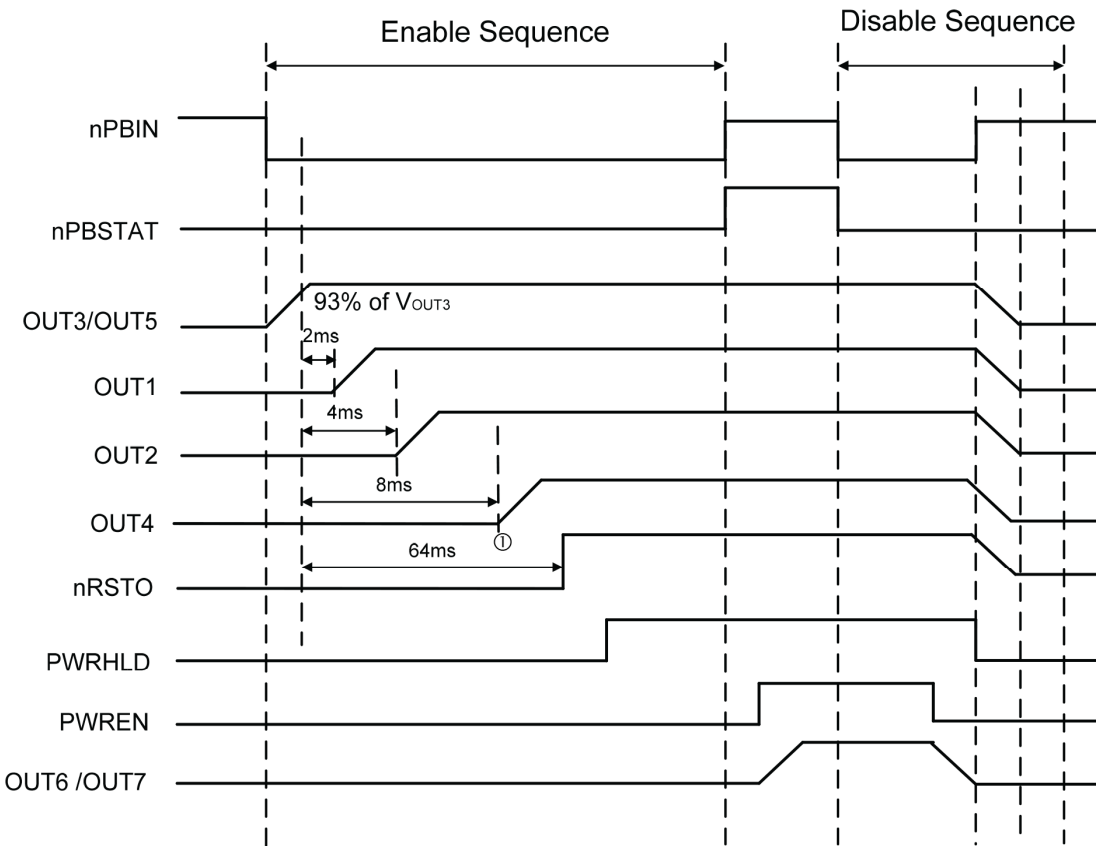 Enable Sequence
Disable Sequence
nPBIN
nPBSTAT
OUT3/OUT5
93% of VOUT3
2ms
OUT1
4ms
OUT2
8ms
OUT4
①
64ms
nRSTO
PWRHLD
PWREN
OUT6 /OUT7